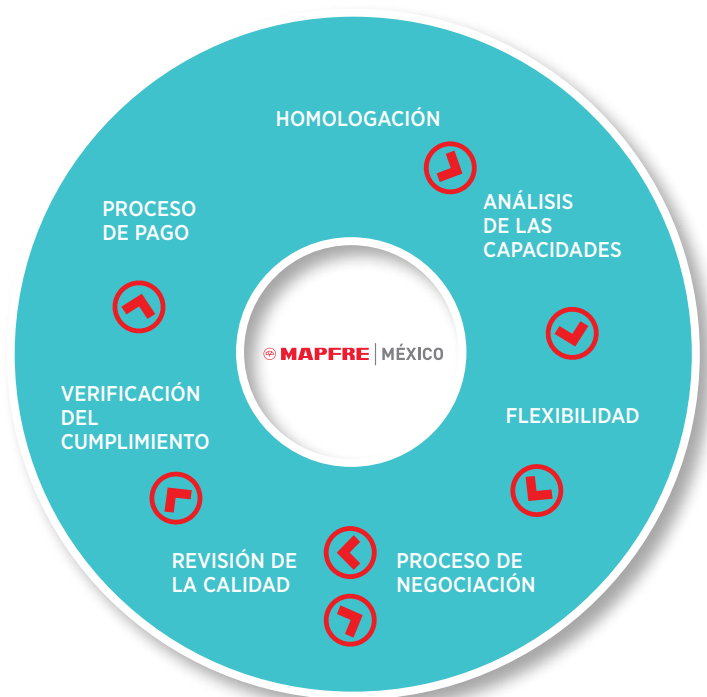 HOMOLOGACIÓN
ANÁLISIS
DE LAS
CAPACIDADES
FLEXIBILIDAD
PROCESO DE
NEGOCIACIÓN
REVISIÓN DE
LA CALIDAD
VERIFICACIÓN
DEL
CUMPLIMIENTO
PROCESO
DE PAGO
MAPFRE | MÉXICO